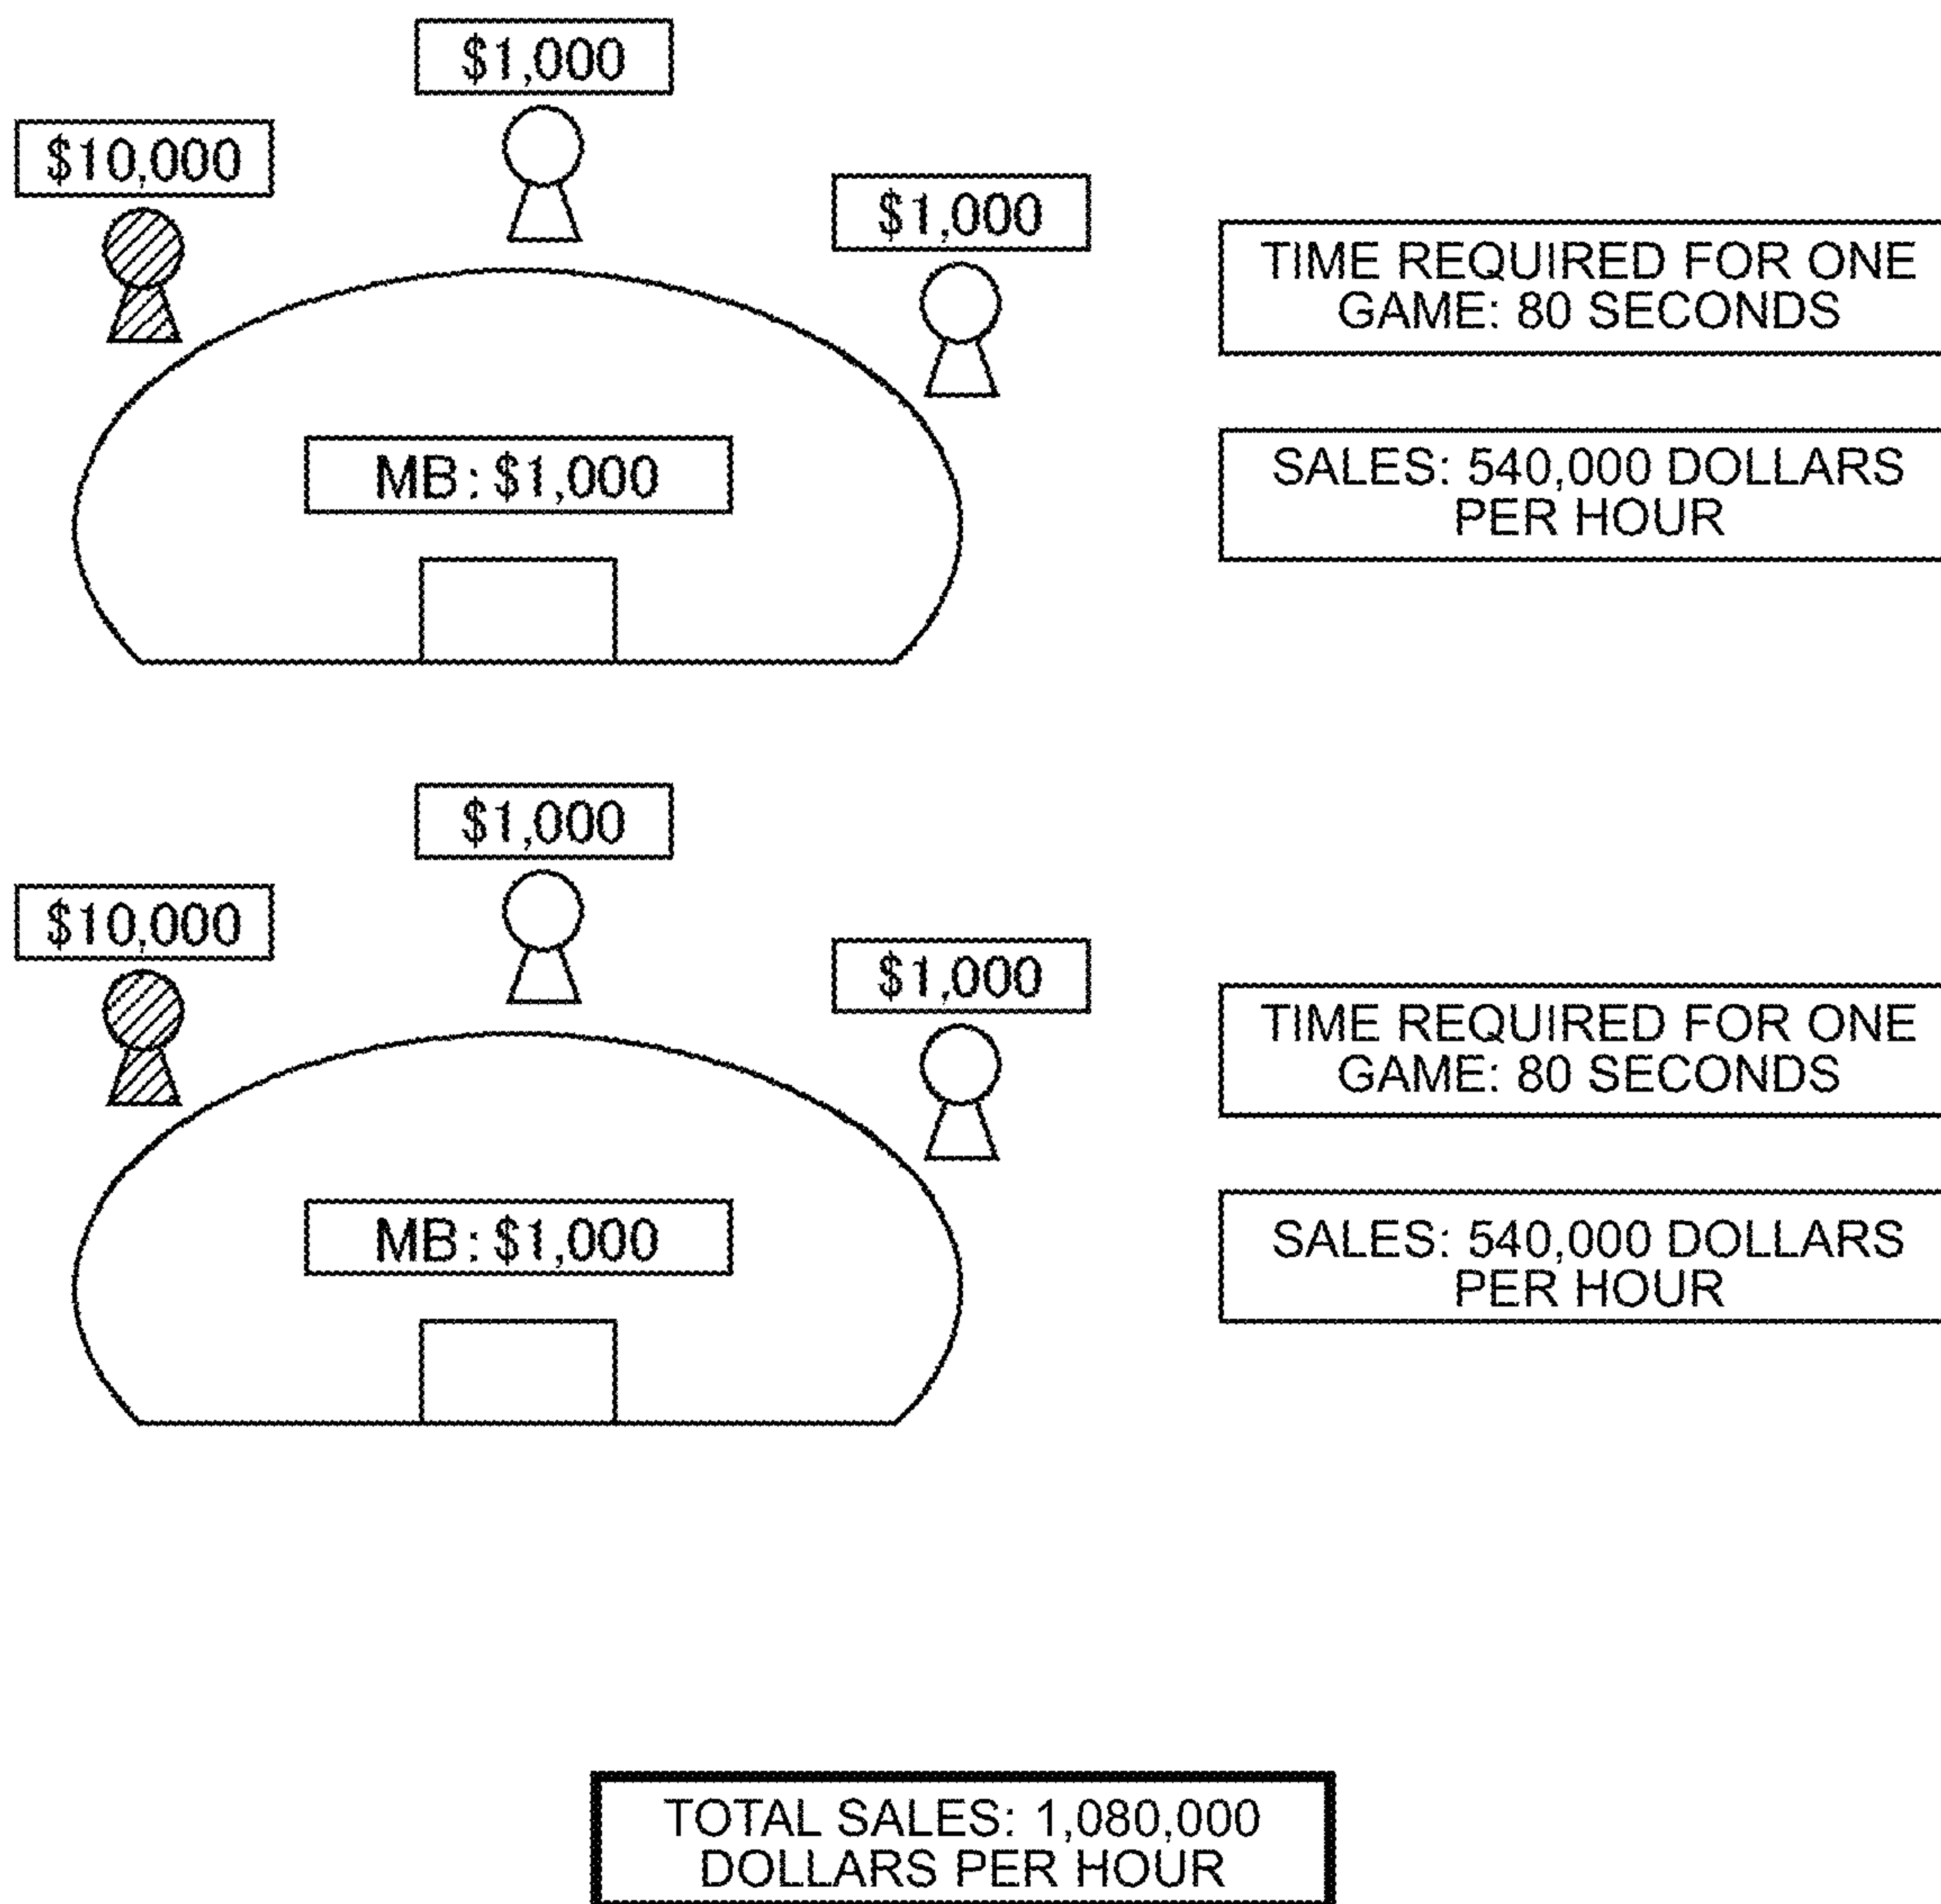 $1,000
$10,000
$1,000
TIME REQUIRED FOR ONE
GAME: 80 SECONDS
MB: $1,000
SALES: 540,000 DOLLARS
PER HOUR
$1,000
$10,000
$1,000
TIME REQUIRED FOR ONE
GAME: 80 SECONDS
MB: $1,000
SALES: 540,000 DOLLARS
PER HOUR
TOTAL SALES: 1,080,000
DOLLARS PER HOUR